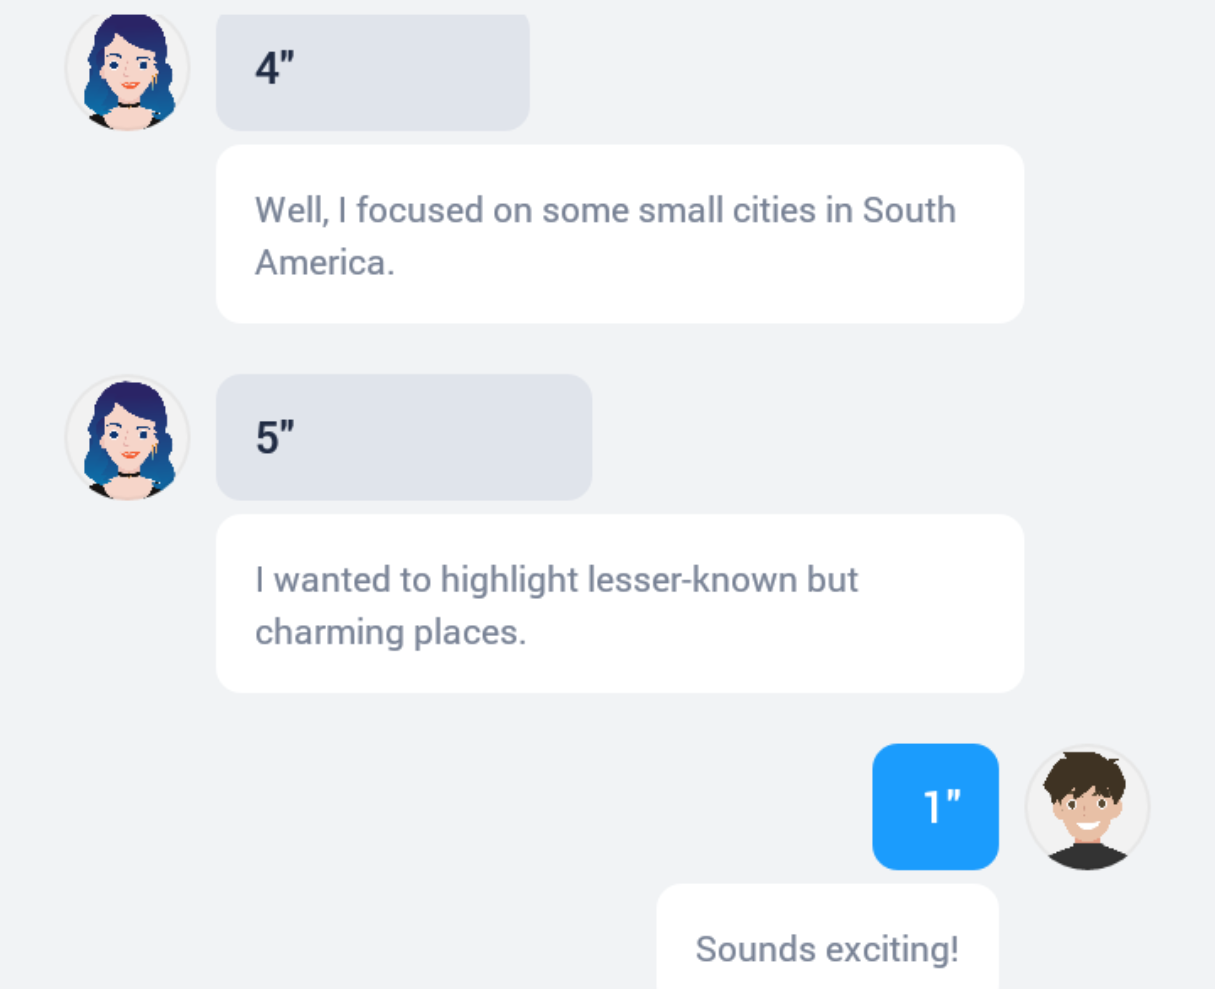 4"
Well, I focused on some small cities in South
America.
5"
I wanted to highlight lesser-known but
charming places.
1"
Sounds exciting!